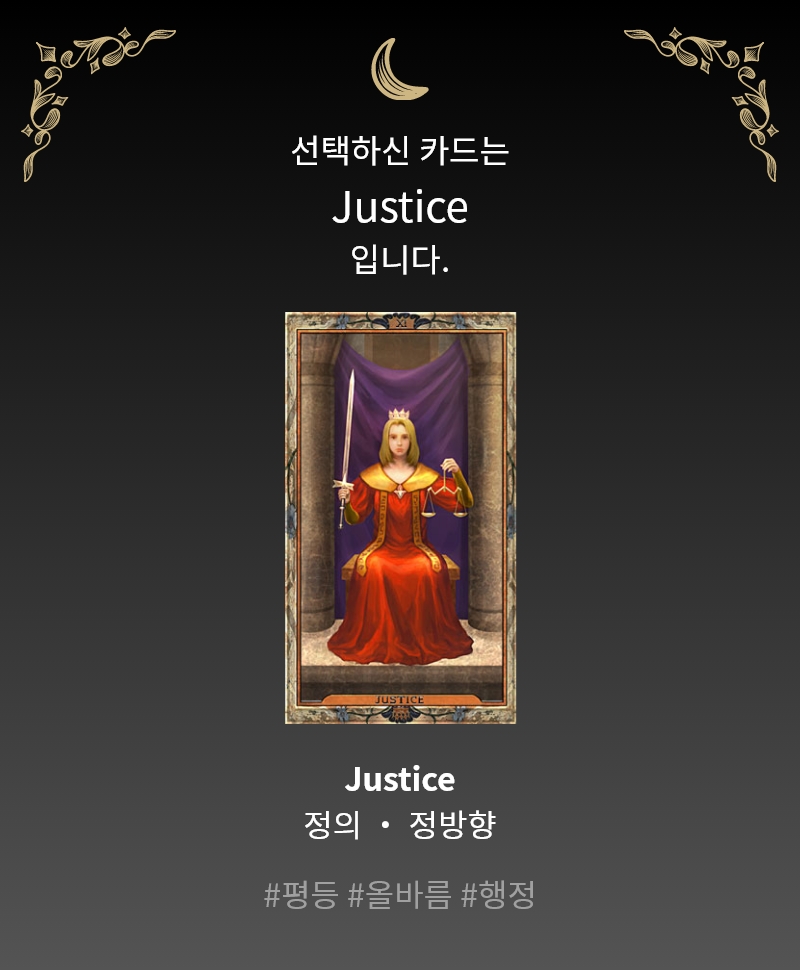 선택하신 카드는
Justice
입니다.
XI
JUSTICE
Justice
정의 • 정방향
#평등 #올바름 #행정